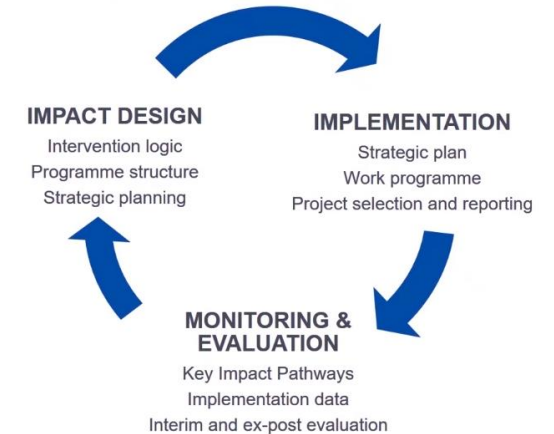 IMPACT DESIGN
Intervention logic
Programme structure
Strategic planning
IMPLEMENTATION
Strategic plan
Work programme
Project selection and reporting
MONITORING &
EVALUATION
Key Impact Pathways
Implementation data
Interim and ex-post evaluation